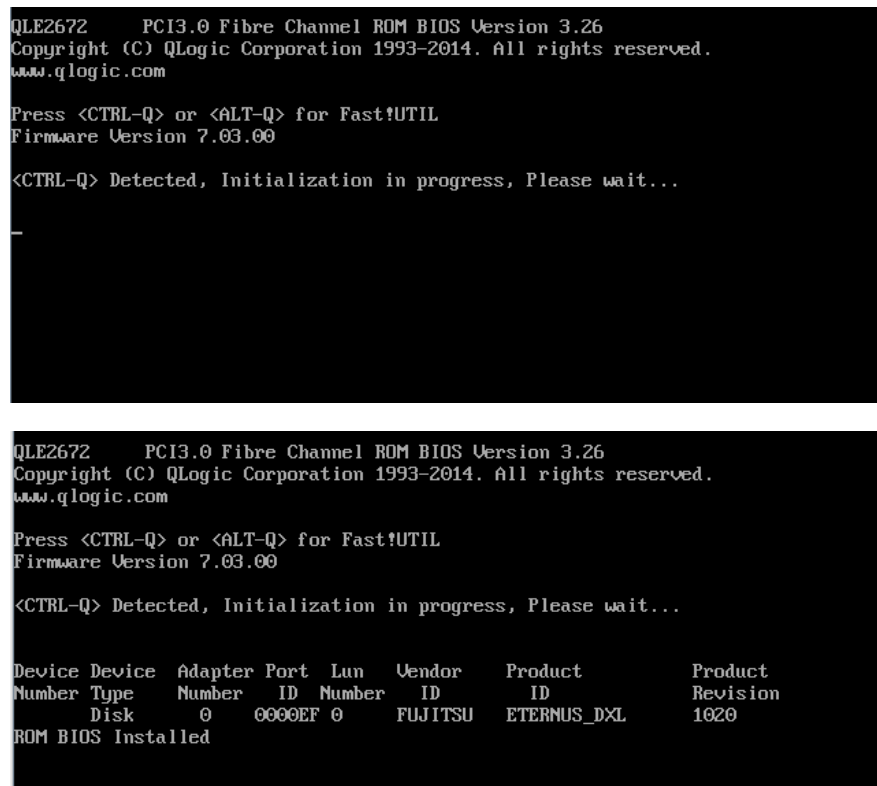 QLE2672 PCI3.0 Fibre Channel ROM BIOS Version 3.26
Copyright (C) QLogic Corporation 1993-2014. All rights reserved.
www.qlogic.com
Press <CTRL-Q> or <ALT-Q> for Fast!UTIL
Firmware Version 7.03.00
<CTRL-Q> Detected, Initialization in progress, Please wait...
QLE2672 PCI3.0 Fibre Channel ROM BIOS Version 3.26
Copyright (C) QLogic Corporation 1993-2014. All rights reserved.
www.qlogic.com
Press <CTRL-Q> or <ALT-Q> for Fast!UTIL
Firmware Version 7.03.00
<CTRL-Q> Detected, Initialization in progress, Please wait...
Device Device Adapter Port Lun Vendor Product Product
Number Type Number ID Number ID ID Revision
Disk 0 0000EF 0 FUJITSU ETERNUS_DXL 1020
ROM BIOS Installed